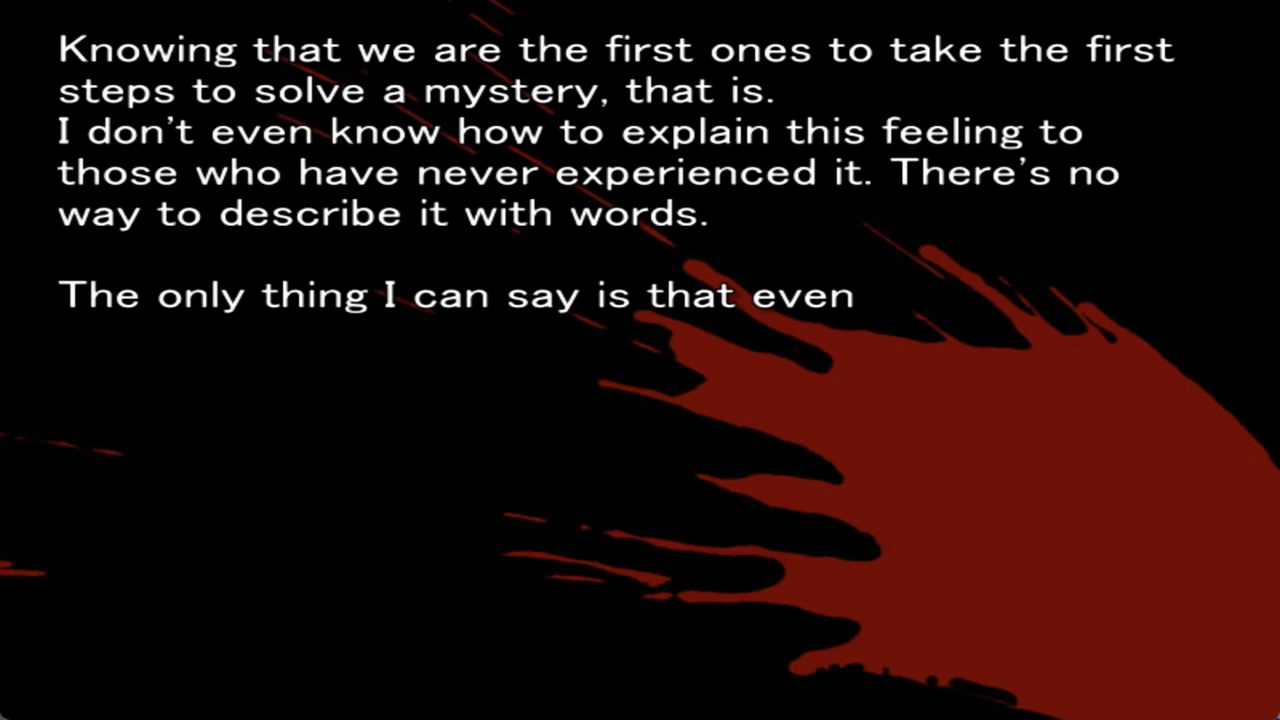 Knowing that we are the first ones to take the first
steps to solve a mystery, that is.
I don't even know how to explain this feeling to
those who have never experienced it. There's no
way to describe it with words.
The only thing I can say is that even